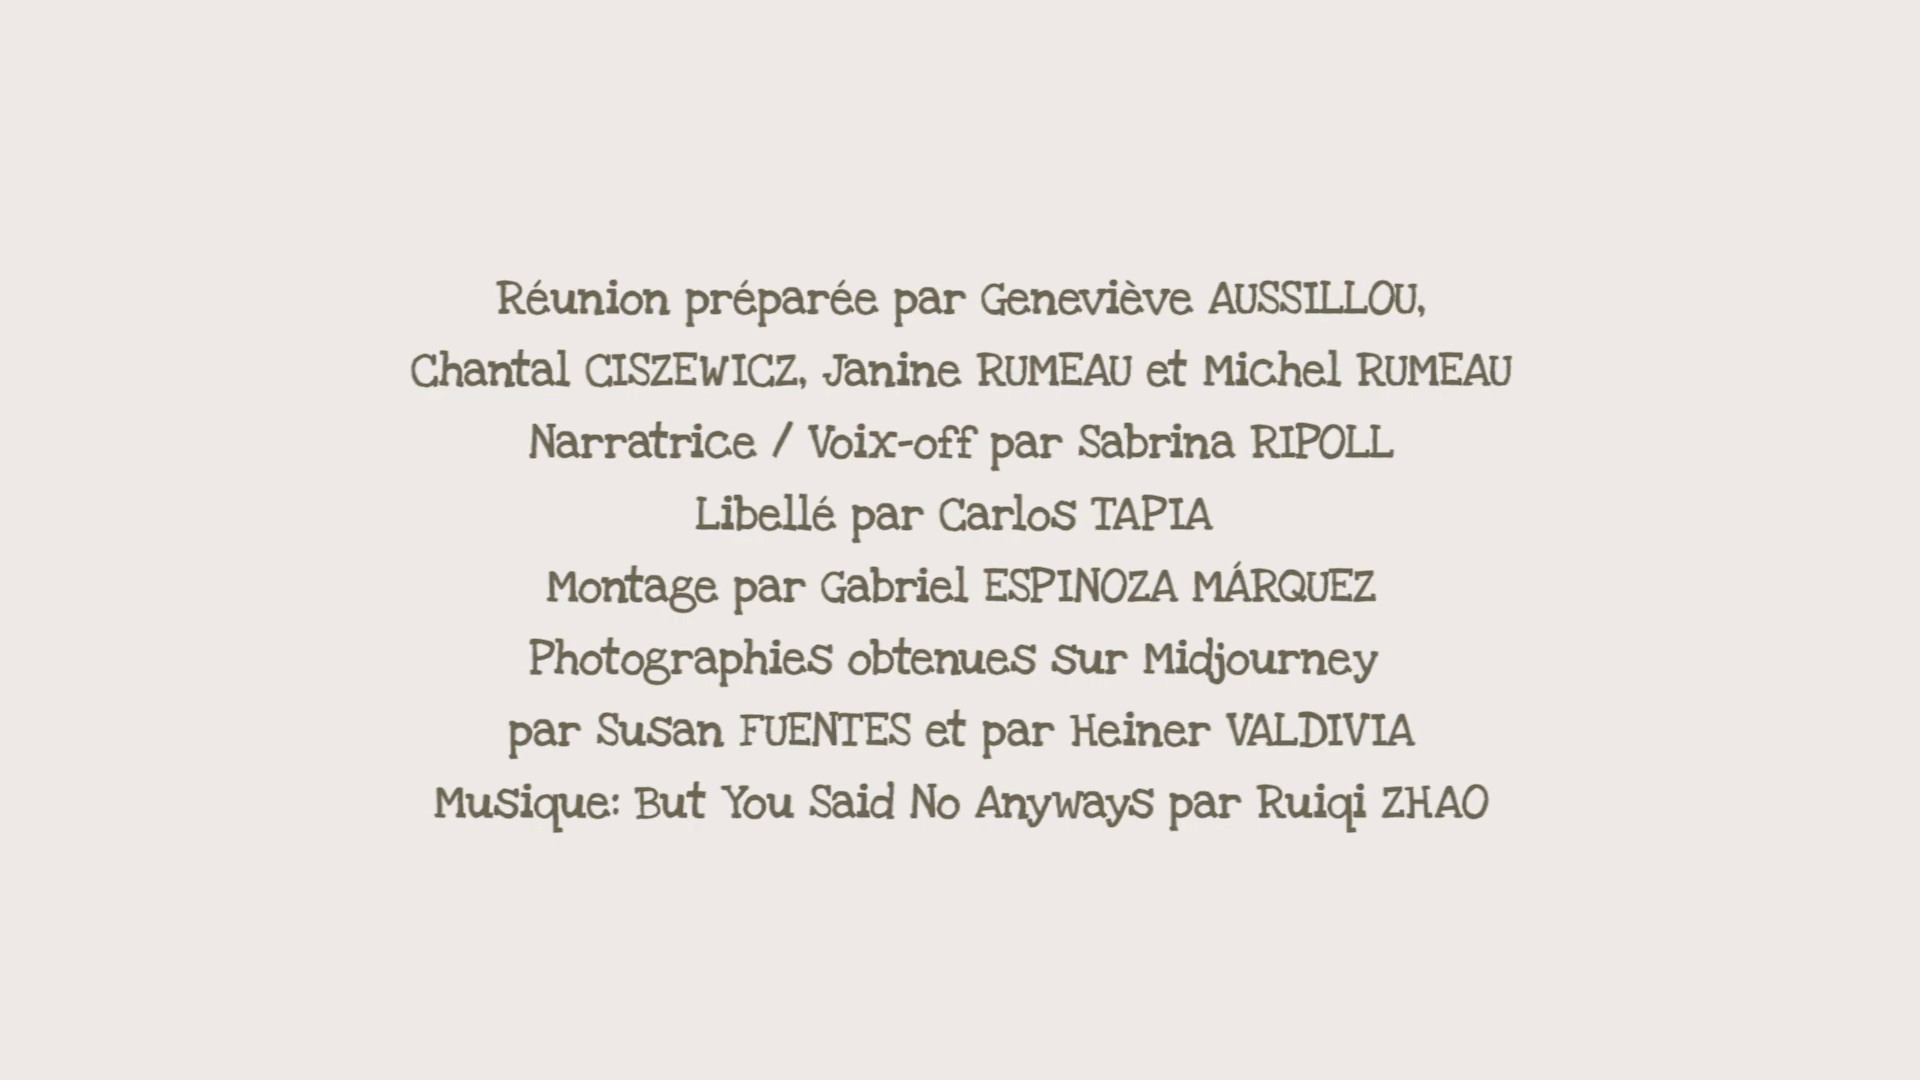 Réunion préparée par Geneviève AUSSILLOU,
Chantal CISZEWICZ, Janine RUMEAU et Michel RUMEAU
Narratrice / Voix-off par Sabrina RIPOLL
Libellé par Carlos TAPIA
Montage par Gabriel ESPINOZA MÁRQUEZ
Photographies obtenues sur Midjourney
par Susan FUENTES et par Heiner VALDIVIA
Musique: But You Said No Anyways par Ruiqi ZHAO